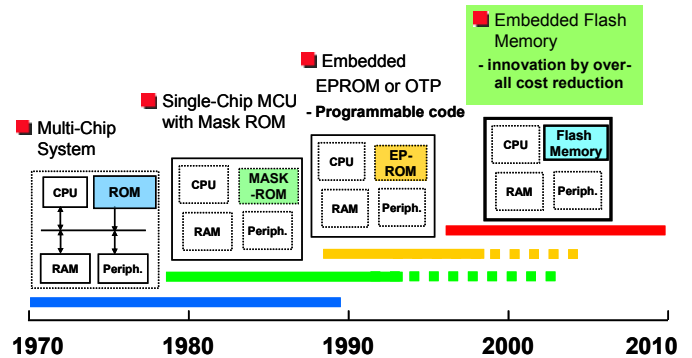 Multi-Chip
System
CPU
ROM
RAM
Periph.
Single-Chip MCU
with Mask ROM
CPU
MASK
-ROM
RAM
Periph.
Embedded
EPROM or OTP
- Programmable code
CPU
EP-
ROM
RAM
Periph.
Embedded Flash
Memory
- innovation by over-
all cost reduction
CPU
Flash
Memory
RAM
Periph.
1970
1980
1990
2000
2010